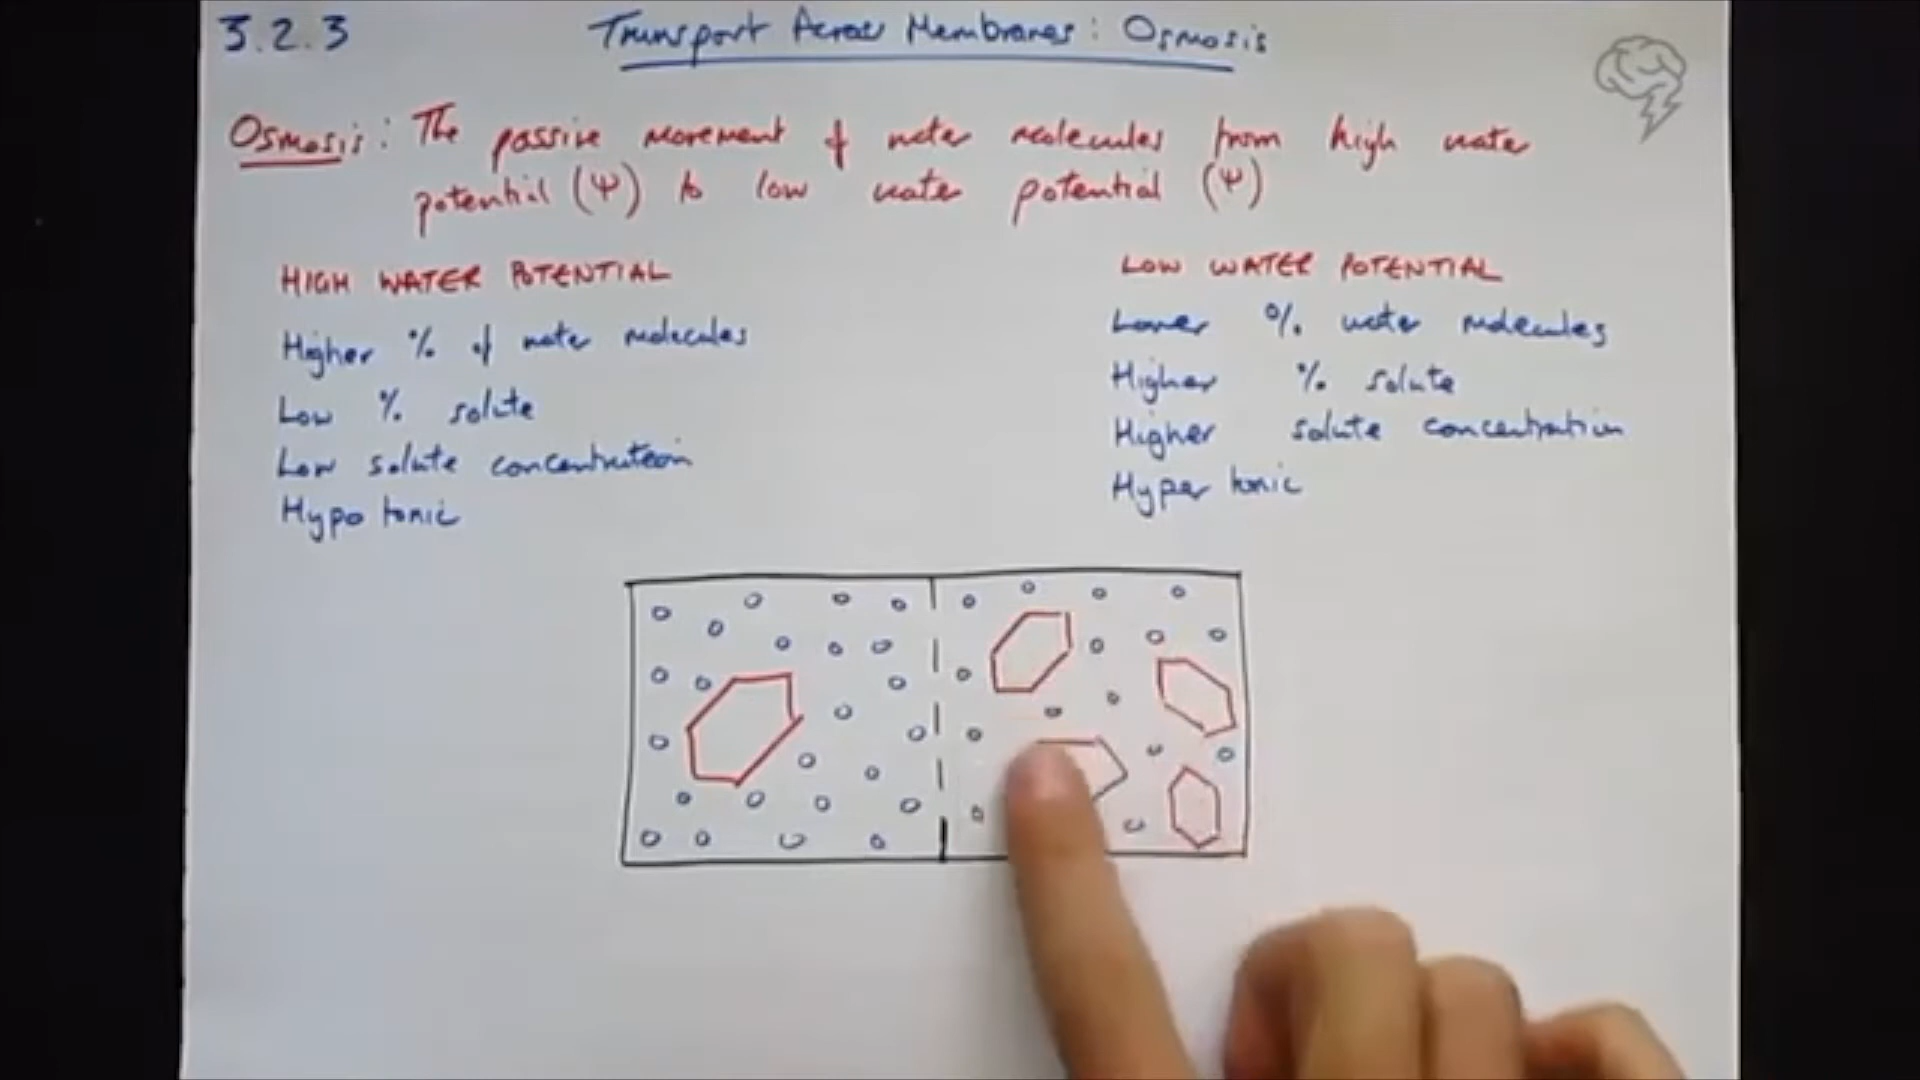 3.2.3
Transport Across Membranes: Osmosis
Osmosis: The passive movement of water molecules from high water
potential (Ψ) to low water potential (Ψ)
HIGH WATER POTENTIAL
Higher % of water molecules
Low % solute
Low solute concentration
Hypotonic
LOW WATER POTENTIAL
Lower % water molecules
Higher % solute
Higher solute concentration
Hyper tonic